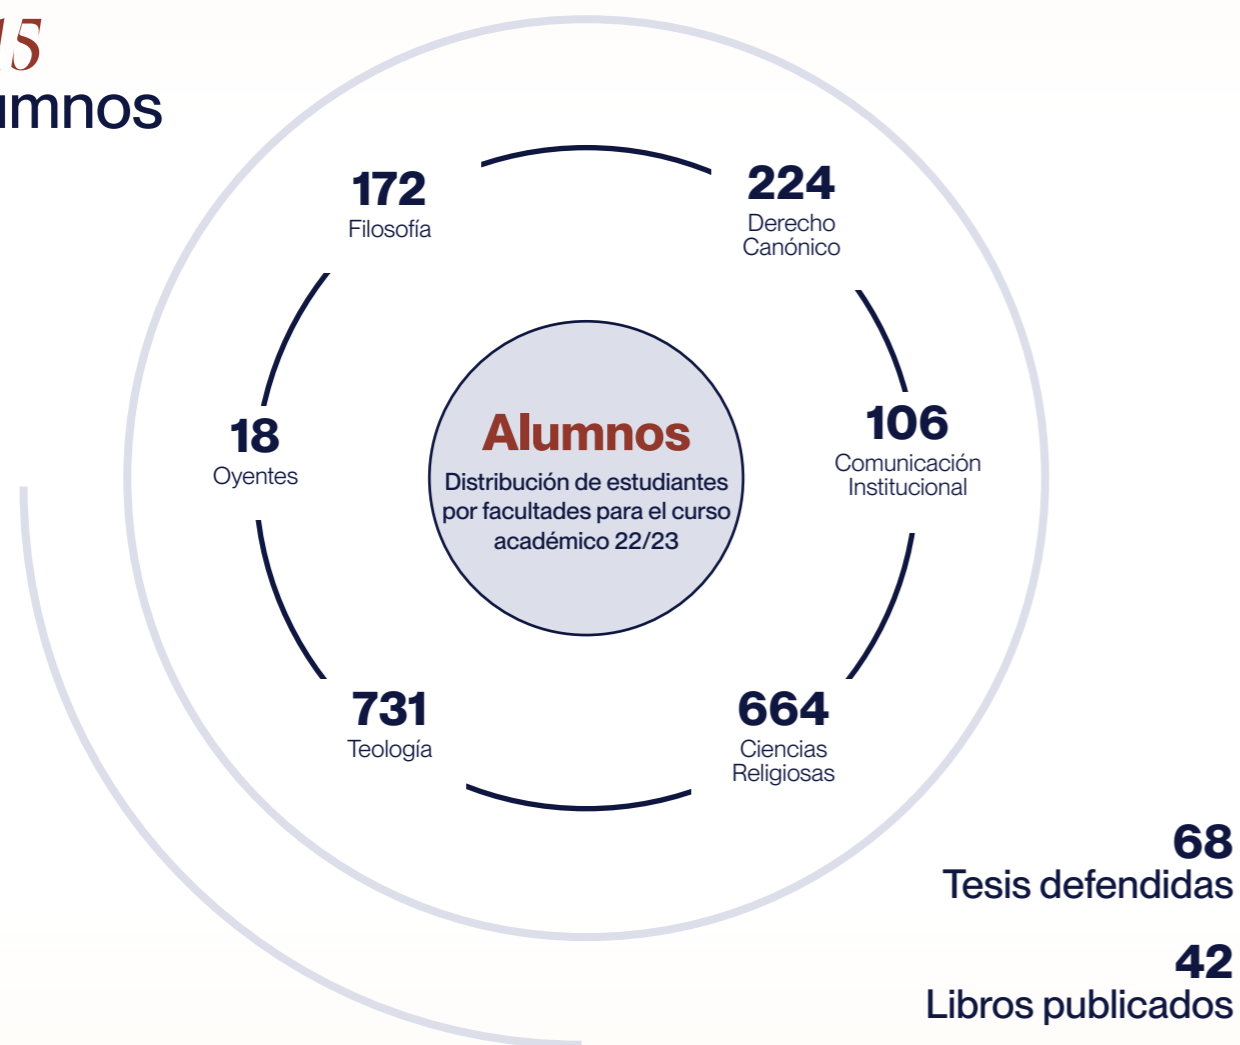 15
umnos
172
Filosofía
224
Derecho
Canónico
18
Oyentes
Alumnos
Distribución de estudiantes
por facultades para el curso
académico 22/23
106
Comunicación
Institucional
731
Teología
664
Ciencias
Religiosas
68
Tesis defendidas
42
Libros publicados